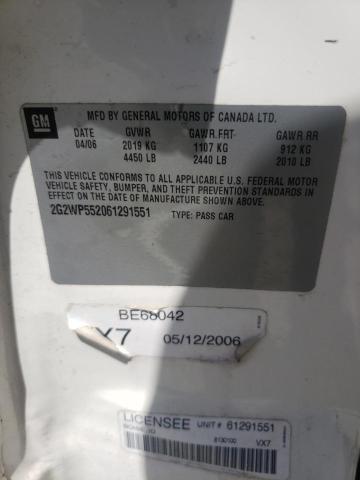 GM
MFD BY GENERAL MOTORS OF CANADA LTD.
DATE GVWR GAWR FRT- GAWR RR
04/06 2019 KG 1107 KG 912 KG
4450 LB 2440 LB 2010 LB
THIS VEHICLE CONFORMS TO ALL APPLICABLE U.S. FEDERAL MOTOR
VEHICLE SAFETY, BUMPER, AND THEFT PREVENTION STANDARDS IN
EFFECT ON THE DATE OF MANUFACTURE SHOWN ABOVE.
2G2WP552061291551 TYPE: PASS CAR
BE68042
X7 05/12/2006
LICENSEE UNIT # 61291551
8130100 VX7